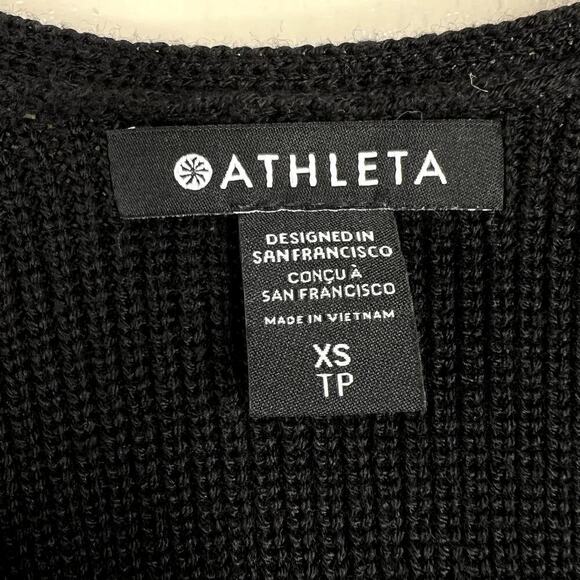 ATHLETA
DESIGNED IN
SAN FRANCISCO
CONÇU À
SAN FRANCISCO
MADE IN VIETNAM
XS
TP